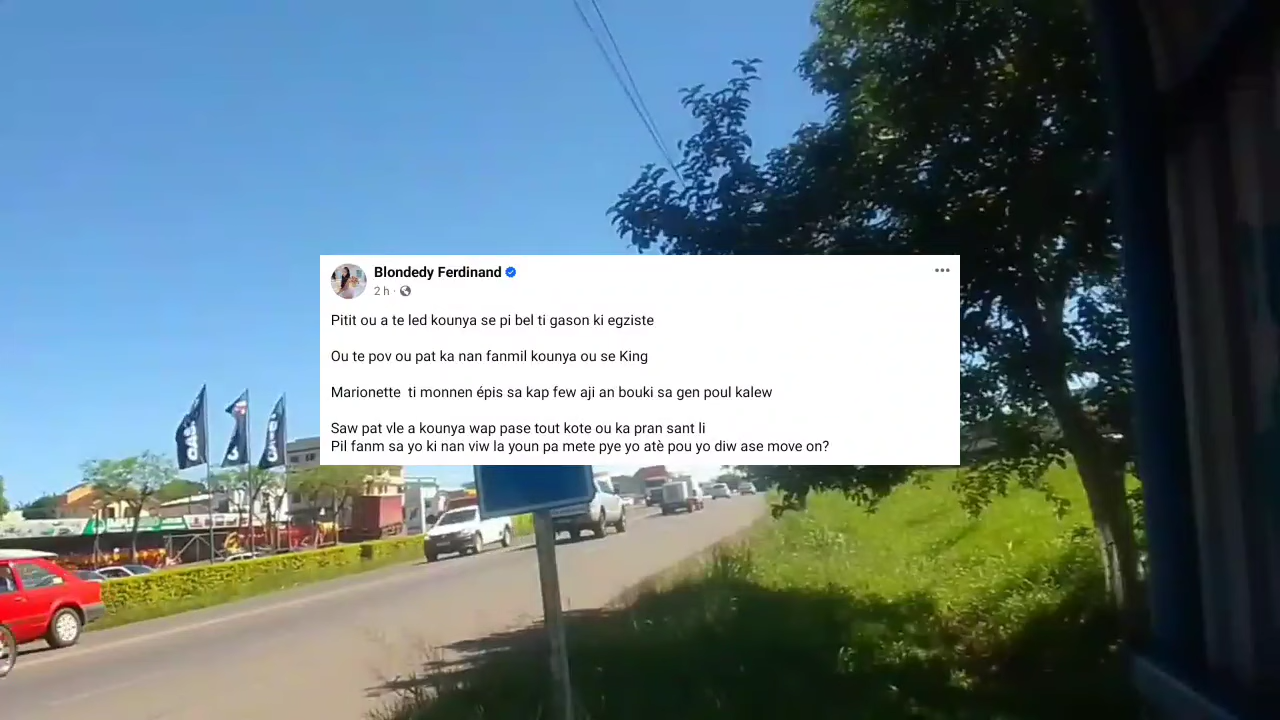 Blondedy Ferdinand
2 h ·
Pitit ou a te led kounya se pi bel ti gason ki egziste
Ou te pov ou pat ka nan fanmil kounya ou se King
Marionette ti monnen épis sa kap few aji an bouki sa gen poul kalew
Saw pat vle a kounya wap pase tout kote ou ka pran sant li
Pil fanm sa yo ki nan viw la youn pa mete pye yo atè pou yo diw ase move on?